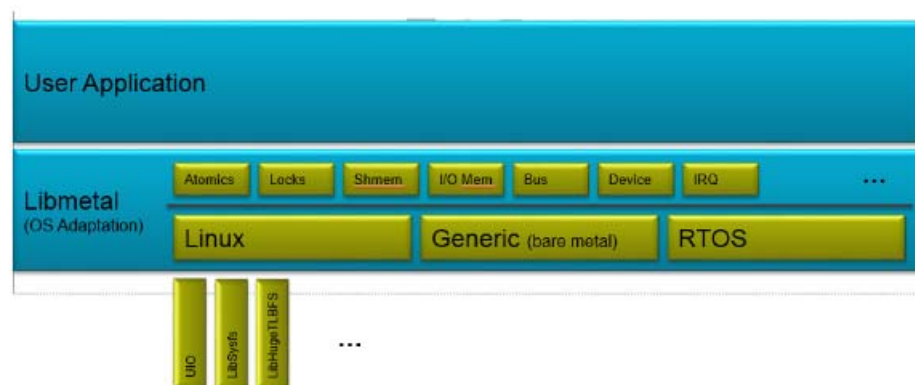 User Application
Atomics
Locks
Shmem
I/O Mem
Bus
Device
IRQ
...
Libmetal
(OS Adaptation)
Linux
Generic (bare metal)
RTOS
UIO
LibSysfs
LibHugeTLBFS
...